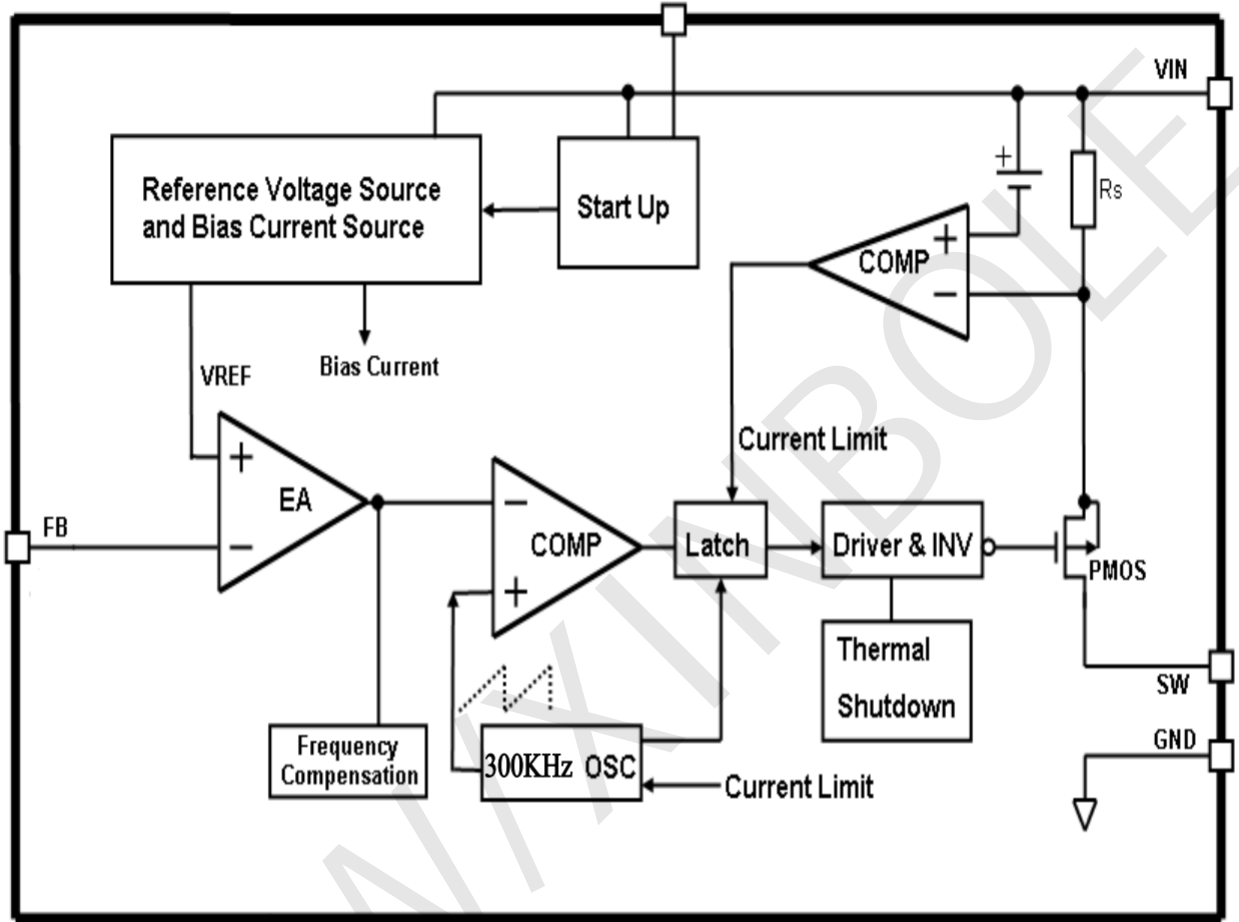 VIN
Reference Voltage Source
and Bias Current Source
Start Up
+
Rs
+
COMP
−
VREF
Bias Current
Current Limit
+
EA
−
FB
−
COMP
+
Latch
Driver & INV
PMOS
Thermal
Shutdown
SW
GND
Frequency
Compensation
300KHz OSC
Current Limit
W/XINBOLE